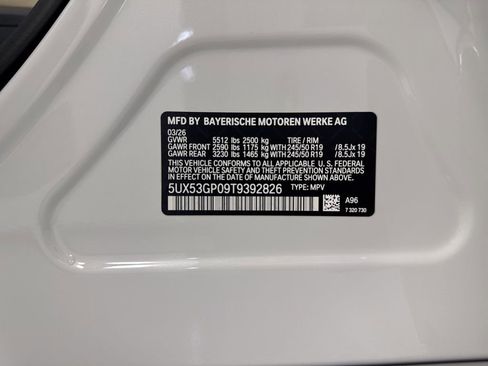 MFD BY BAYERISCHE MOTOREN WERKE AG
03/26
GVWR 5512 lbs 2500 kg TIRE / RIM
GAWR FRONT 2590 lbs 1175 kg WITH 245/50 R19 / 8.5Jx 19
GAWR REAR 3230 lbs 1465 kg WITH 245/50 R19 / 8.5Jx 19
THIS VEHICLE CONFORMS TO ALL APPLICABLE U.S. FEDERAL
MOTOR VEHICLE SAFETY AND THEFT PREVENTION STANDARDS IN
EFFECT ON THE DATE OF MANUFACTURE SHOWN ABOVE.
5UX53GP09T9392826 TYPE: MPV
A96
7 320 730